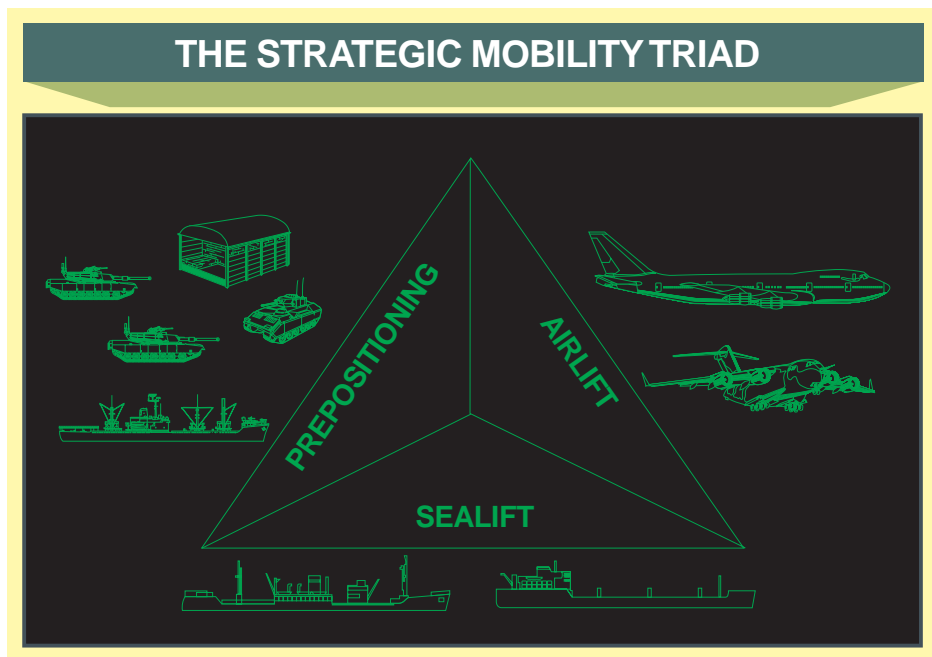 THE STRATEGIC MOBILITY TRIAD
PREPOSITIONING
AIRLIFT
SEALIFT